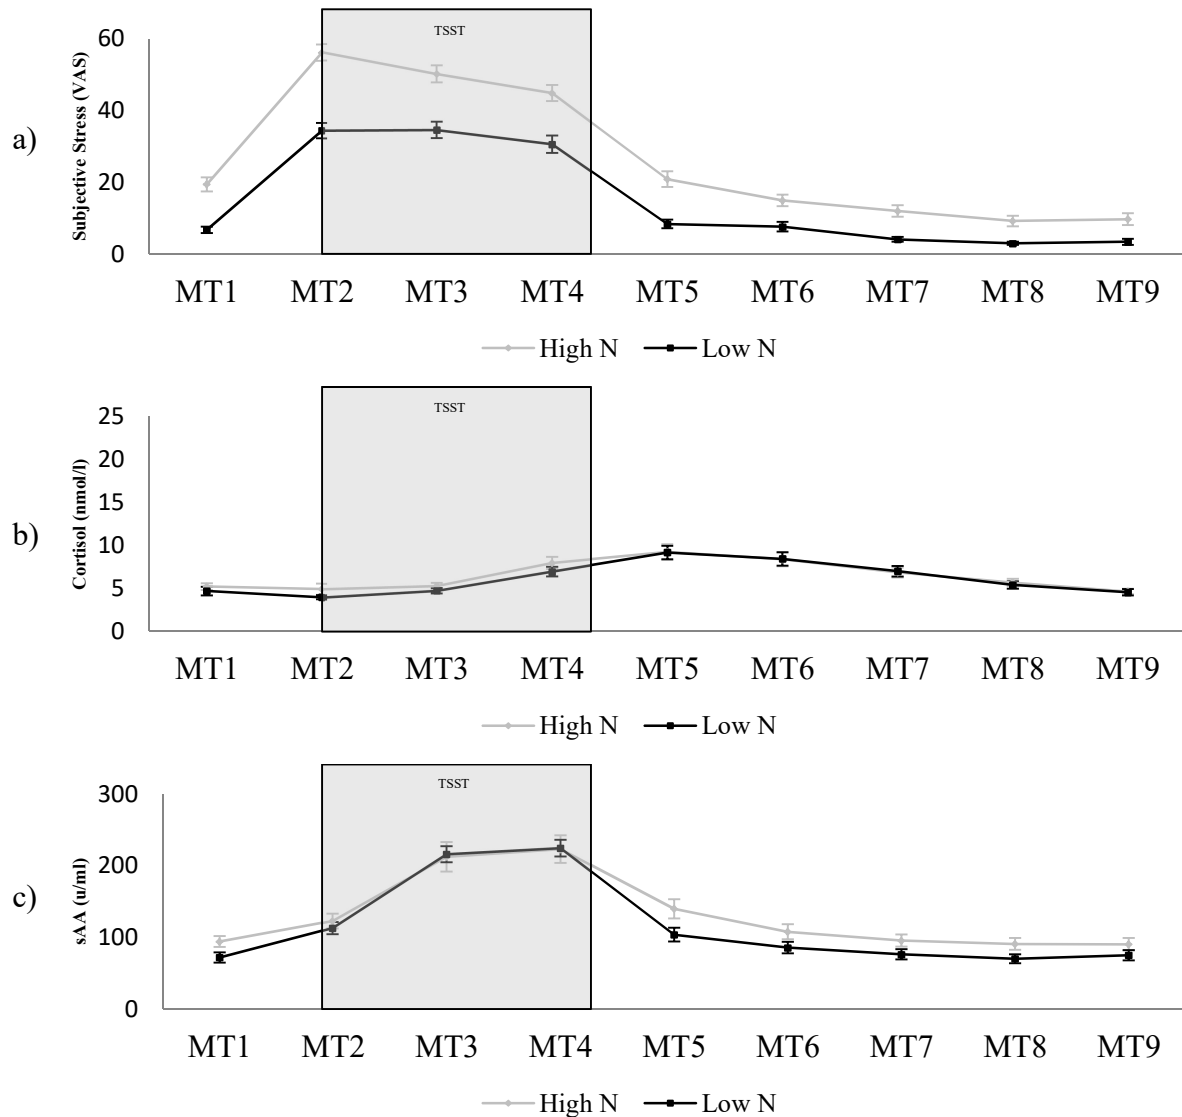 a)
Subjective Stress (VAS)
60
40
20
0
TSST
MT1 MT2 MT3 MT4 MT5 MT6 MT7 MT8 MT9
High N Low N
b)
Cortisol (nmol/l)
25
20
15
10
5
0
TSST
MT1 MT2 MT3 MT4 MT5 MT6 MT7 MT8 MT9
High N Low N
c)
sAA (u/ml)
300
200
100
0
TSST
MT1 MT2 MT3 MT4 MT5 MT6 MT7 MT8 MT9
High N Low N